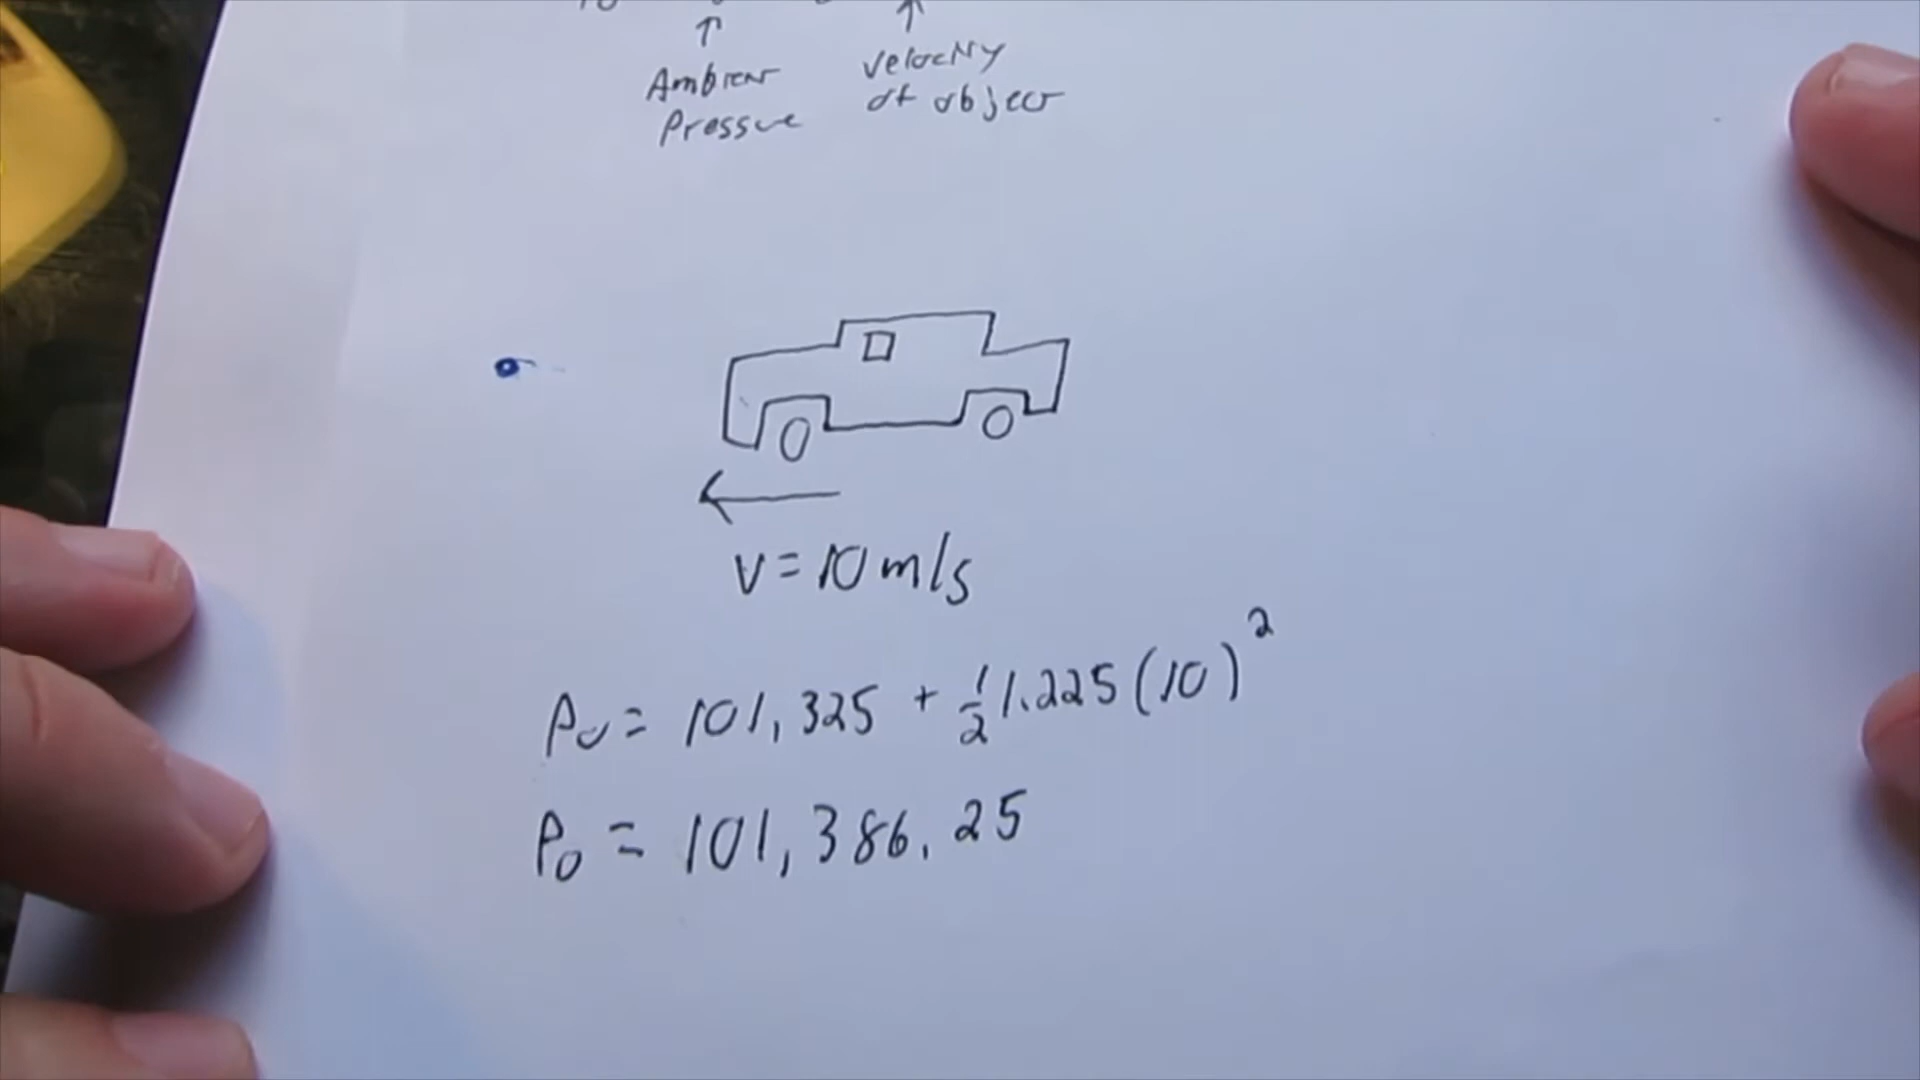 ↑ ↑
Ambient velocity
Pressure of object
V = 10 m/s
P₀ = 101,325 + 1/2 1.225 (10)²
P₀ = 101,386.25